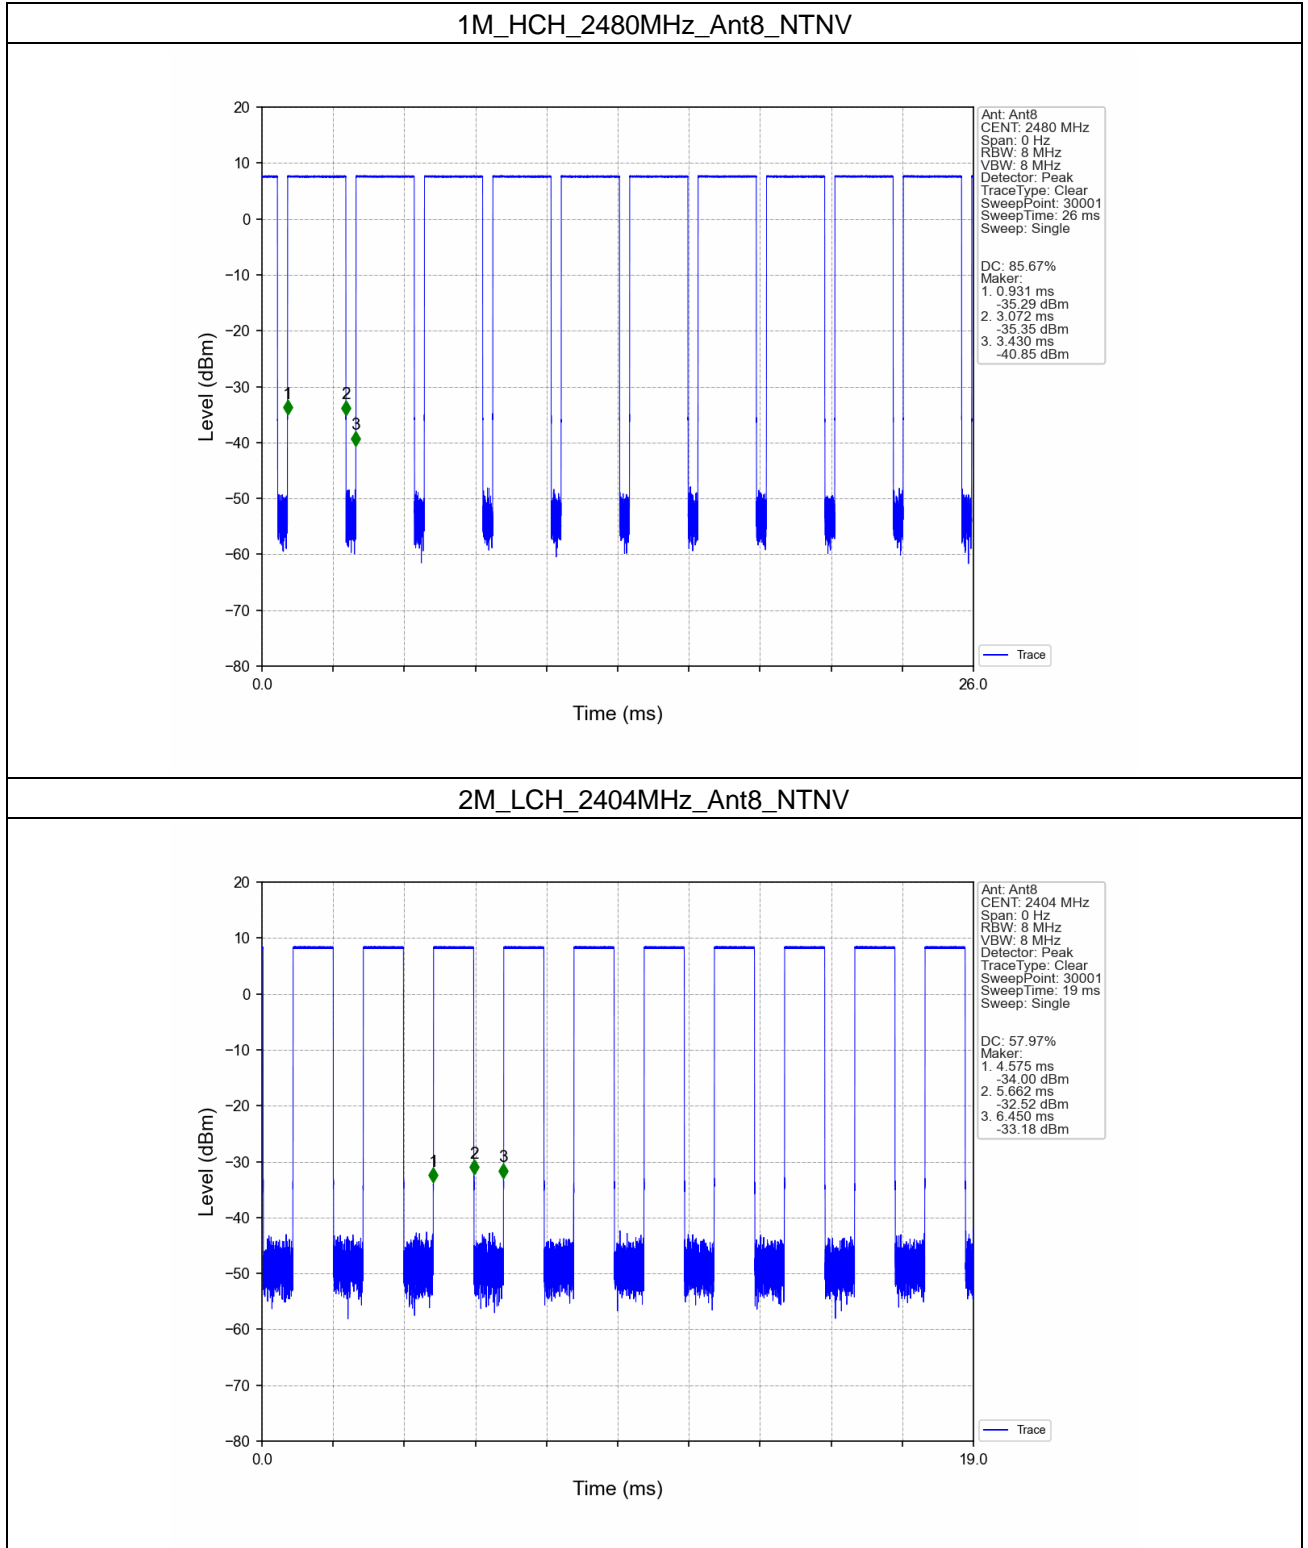 1M_HCH_2480MHz_Ant8_NTNV
20
10
0
−10
−20
−30
−40
−50
−60
−70
−80
Level (dBm)
1
2
3
0.0
26.0
Time (ms)
Ant: Ant8
CENT: 2480 MHz
Span: 0 Hz
RBW: 8 MHz
VBW: 8 MHz
Detector: Peak
TraceType: Clear
SweepPoint: 30001
SweepTime: 26 ms
Sweep: Single
DC: 85.67%
Maker:
1. 0.931 ms
-35.29 dBm
2. 3.072 ms
-35.35 dBm
3. 3.430 ms
-40.85 dBm
Trace
2M_LCH_2404MHz_Ant8_NTNV
20
10
0
−10
−20
−30
−40
−50
−60
−70
−80
Level (dBm)
1
2
3
0.0
19.0
Time (ms)
Ant: Ant8
CENT: 2404 MHz
Span: 0 Hz
RBW: 8 MHz
VBW: 8 MHz
Detector: Peak
TraceType: Clear
SweepPoint: 30001
SweepTime: 19 ms
Sweep: Single
DC: 57.97%
Maker:
1. 4.575 ms
-34.00 dBm
2. 5.662 ms
-32.52 dBm
3. 6.450 ms
-33.18 dBm
Trace